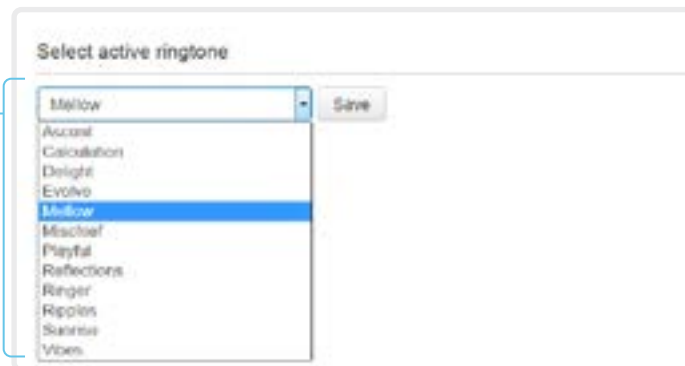 Select active ringtone
Mellow
Save
Ascent
Calculation
Delight
Evolve
Mellow
Mischief
Playful
Reflections
Ringer
Ripples
Sunrise
Vibes